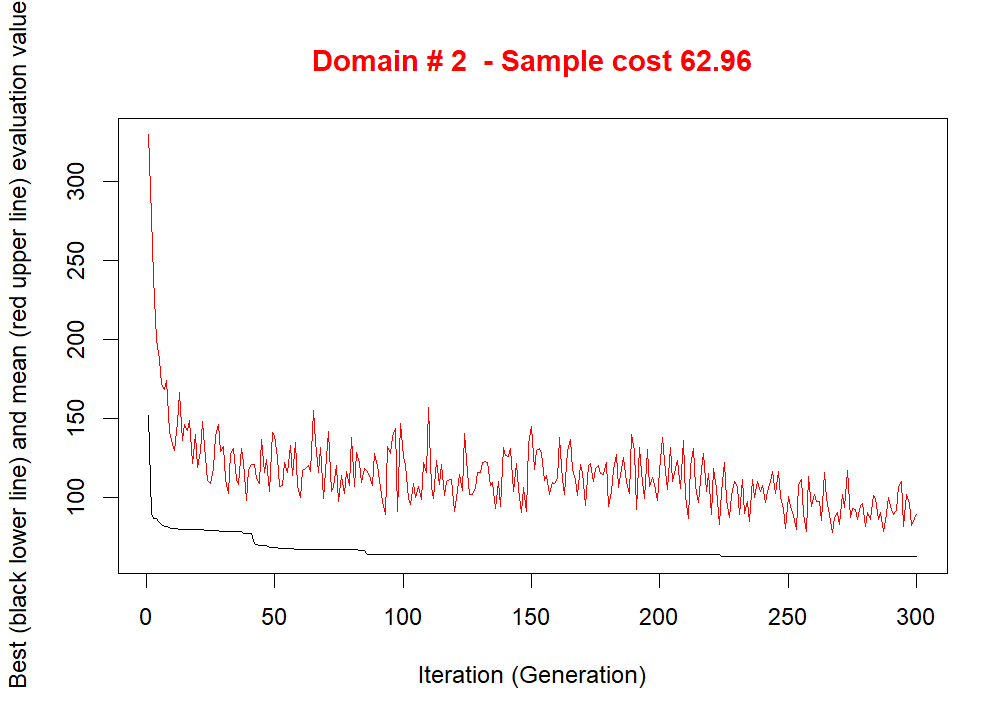 Domain # 2  - Sample cost 62.96
Best (black lower line) and mean (red upper line) evaluation value
300
250
200
150
100
0 50 100 150 200 250 300
Iteration (Generation)